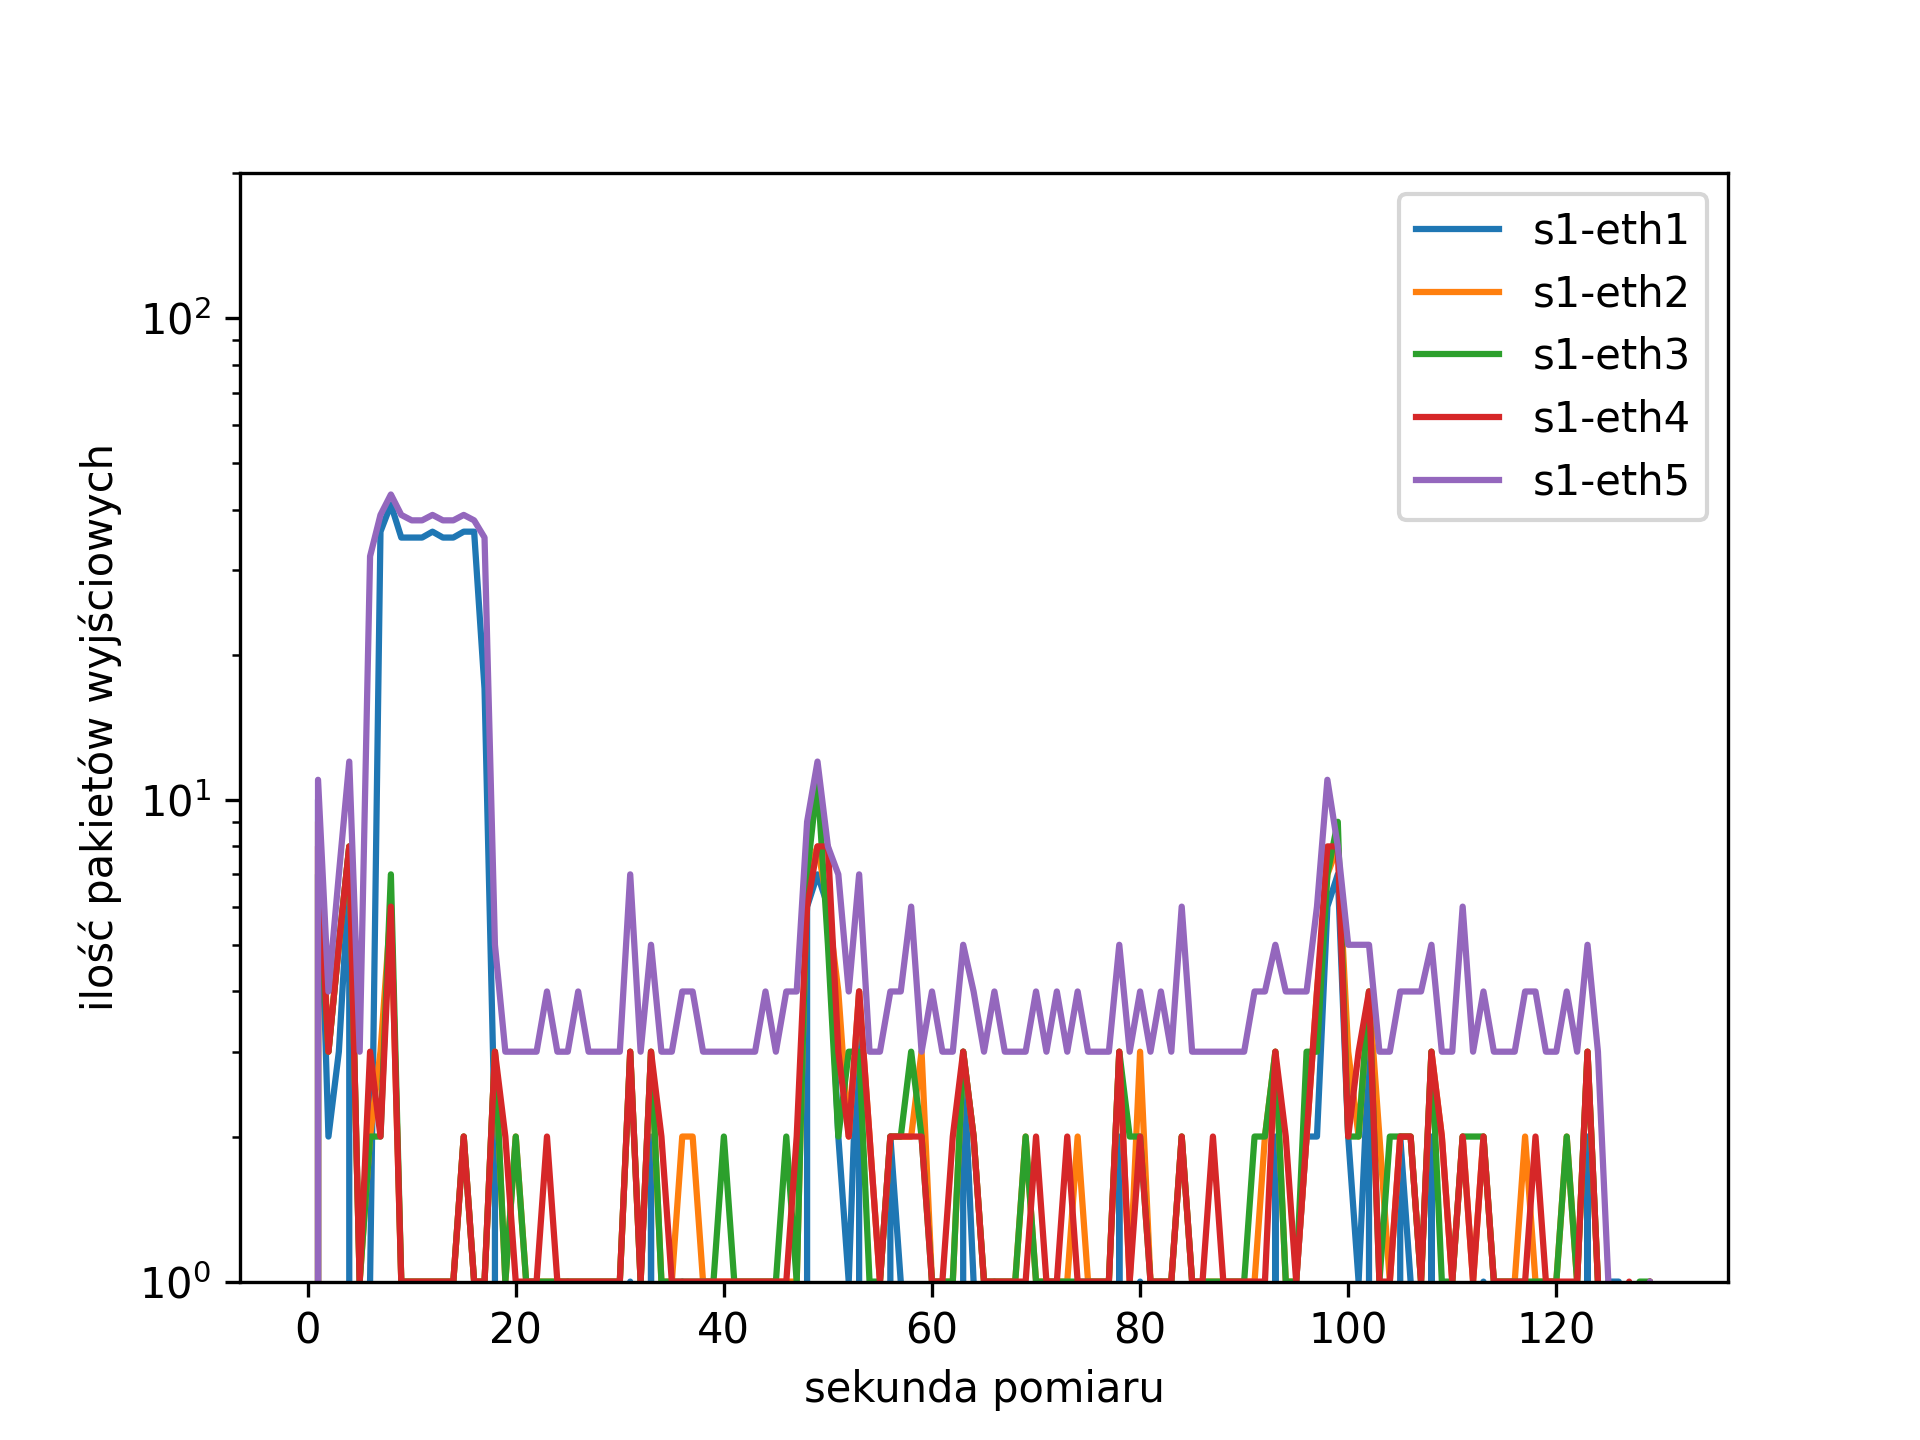 ilość pakietów wyjściowych
10²
10¹
10⁰
0 20 40 60 80 100 120
sekunda pomiaru
s1-eth1
s1-eth2
s1-eth3
s1-eth4
s1-eth5